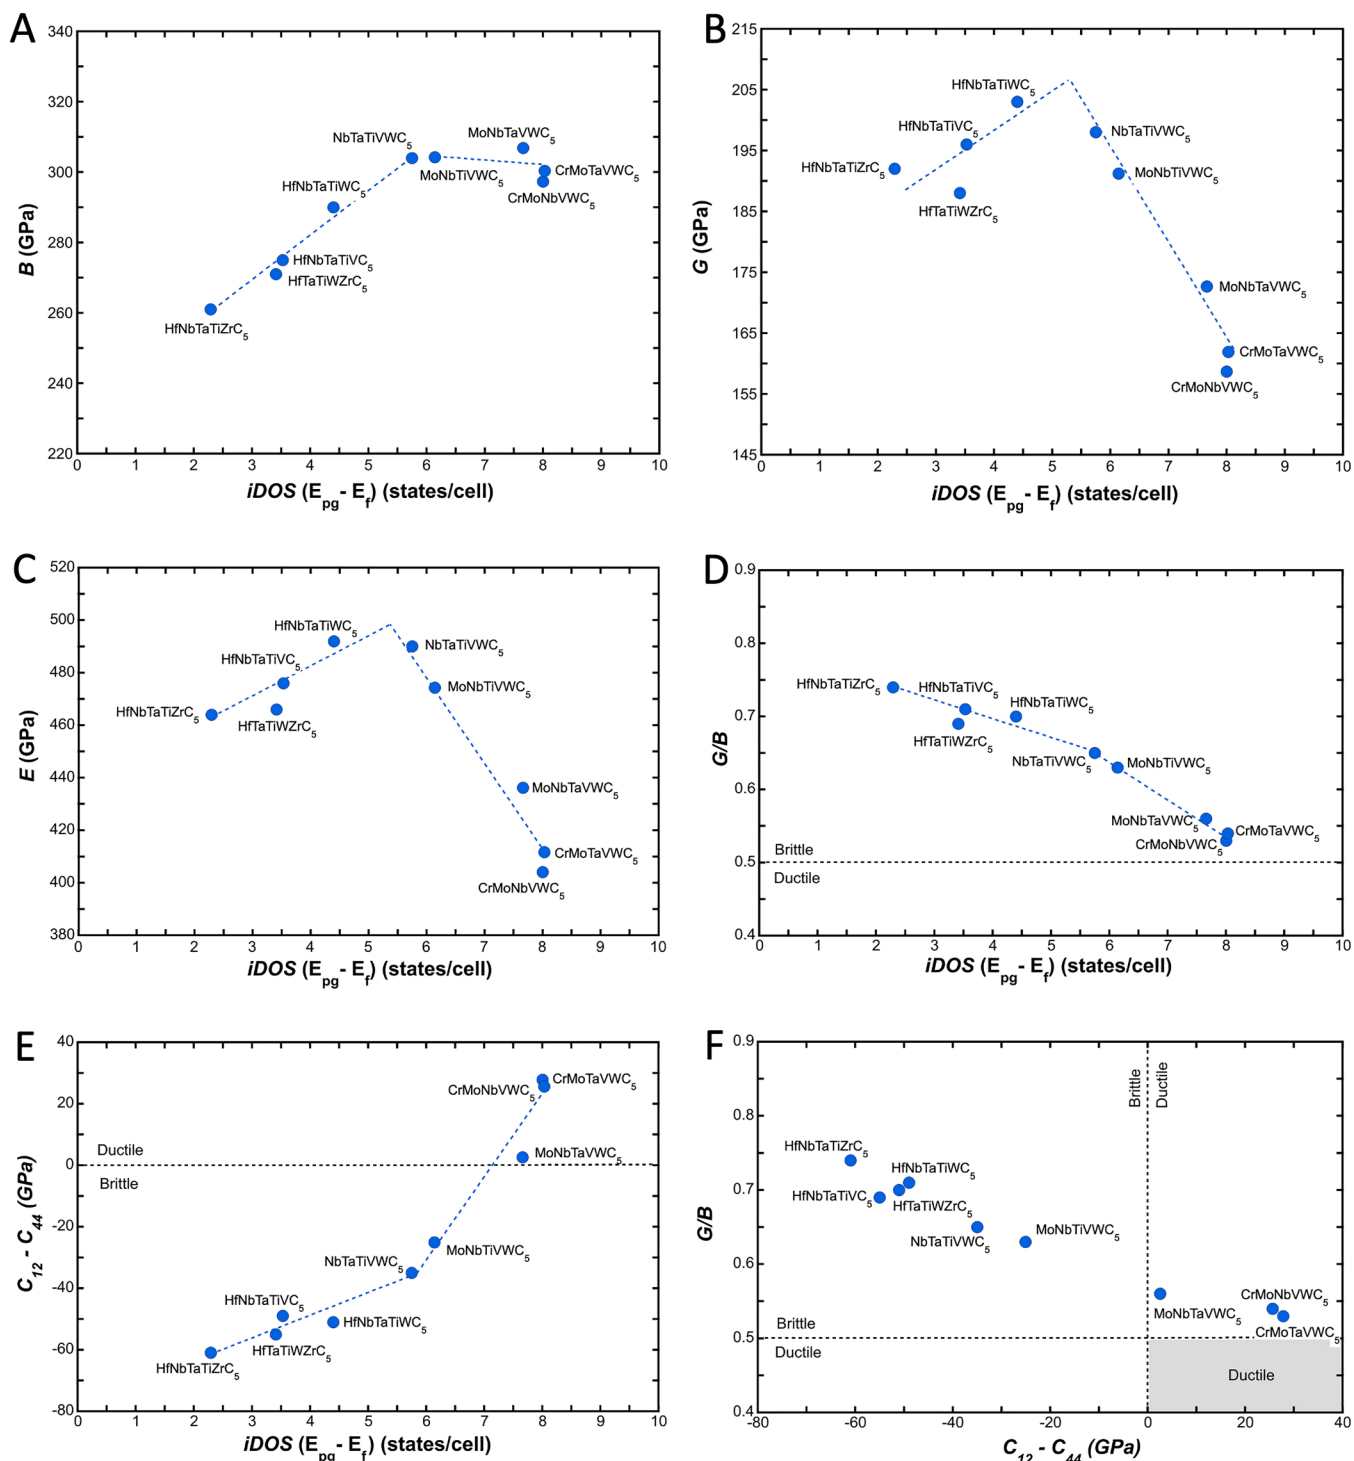 A
340
320
300
280
260
240
220
B (GPa)
NbTaTiVWC5
MoNbTaVWC5
CrMoTaVWC5
MoNbTiVWC5
HfNbTaTiWC5
CrMoNbVWC5
HfNbTaTiVC5
HfTaTiWZrC5
HfNbTaTiZrC5
0 1 2 3 4 5 6 7 8 9 10
iDOS (Epg- Ef) (states/cell)
B
215
205
195
185
175
165
155
145
G (GPa)
HfNbTaTiWC5
HfNbTaTiVC5
NbTaTiVWC5
HfNbTaTiZrC5
MoNbTiVWC5
HfTaTiWZrC5
MoNbTaVWC5
CrMoTaVWC5
CrMoNbVWC5
0 1 2 3 4 5 6 7 8 9 10
iDOS (Epg- Ef) (states/cell)
C
520
500
480
460
440
420
400
380
E (GPa)
HfNbTaTiWC5
NbTaTiVWC5
HfNbTaTiVC5
MoNbTiVWC5
HfNbTaTiZrC5
HfTaTiWZrC5
MoNbTaVWC5
CrMoTaVWC5
CrMoNbVWC5
0 1 2 3 4 5 6 7 8 9 10
iDOS (Epg- Ef) (states/cell)
D
0.9
0.8
0.7
0.6
0.5
0.4
G/B
HfNbTaTiZrC5
HfNbTaTiVC5
HfNbTaTiWC5
HfTaTiWZrC5
NbTaTiVWC5
MoNbTiVWC5
MoNbTaVWC5
CrMoTaVWC5
CrMoNbVWC5
Brittle
Ductile
0 1 2 3 4 5 6 7 8 9 10
iDOS (Epg- Ef) (states/cell)
E
40
20
0
-20
-40
-60
-80
C12 - C44 (GPa)
CrMoTaVWC5
CrMoNbVWC5
Ductile
MoNbTaVWC5
Brittle
MoNbTiVWC5
NbTaTiVWC5
HfNbTaTiVC5
HfNbTaTiWC5
HfTaTiWZrC5
HfNbTaTiZrC5
0 1 2 3 4 5 6 7 8 9 10
iDOS (Epg- Ef) (states/cell)
F
0.9
0.8
0.7
0.6
0.5
0.4
G/B
Brittle
Ductile
HfNbTaTiZrC5
HfNbTaTiWC5
HfNbTaTiVC5
HfTaTiWZrC5
NbTaTiVWC5
MoNbTiVWC5
CrMoNbVWC5
MoNbTaVWC5
CrMoTaVWC5
Brittle
Ductile
Ductile
-80 -60 -40 -20 0 20 40
C12 - C44 (GPa)